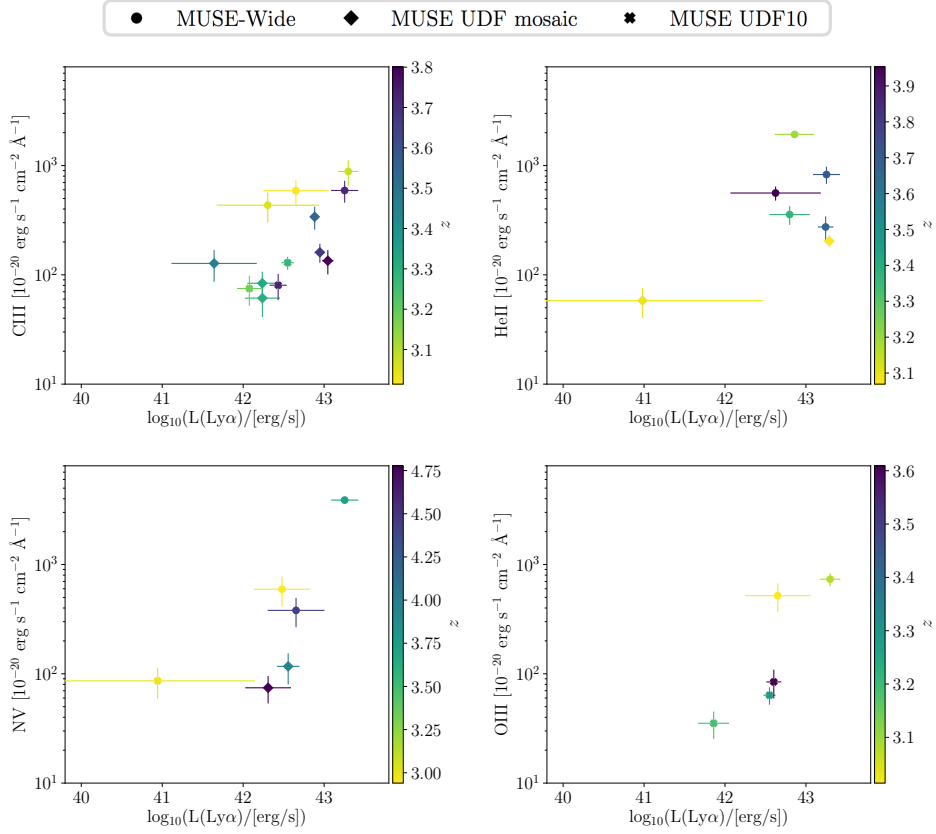 MUSE-Wide MUSE UDF mosaic MUSE UDF10
CIII [10⁻²⁰ erg s⁻¹ cm⁻² Å⁻¹]
10³
10²
10¹
40 41 42 43
log₁₀(L(Lyα)/[erg/s])
3.8
3.7
3.6
3.5
3.4
3.3
3.2
3.1
z
HeII [10⁻²⁰ erg s⁻¹ cm⁻² Å⁻¹]
10³
10²
10¹
40 41 42 43
log₁₀(L(Lyα)/[erg/s])
3.9
3.8
3.7
3.6
3.5
3.4
3.3
3.2
3.1
z
NV [10⁻²⁰ erg s⁻¹ cm⁻² Å⁻¹]
10³
10²
10¹
40 41 42 43
log₁₀(L(Lyα)/[erg/s])
4.75
4.50
4.25
4.00
3.75
3.50
3.25
3.00
z
OIII [10⁻²⁰ erg s⁻¹ cm⁻² Å⁻¹]
10³
10²
10¹
40 41 42 43
log₁₀(L(Lyα)/[erg/s])
3.6
3.5
3.4
3.3
3.2
3.1
z